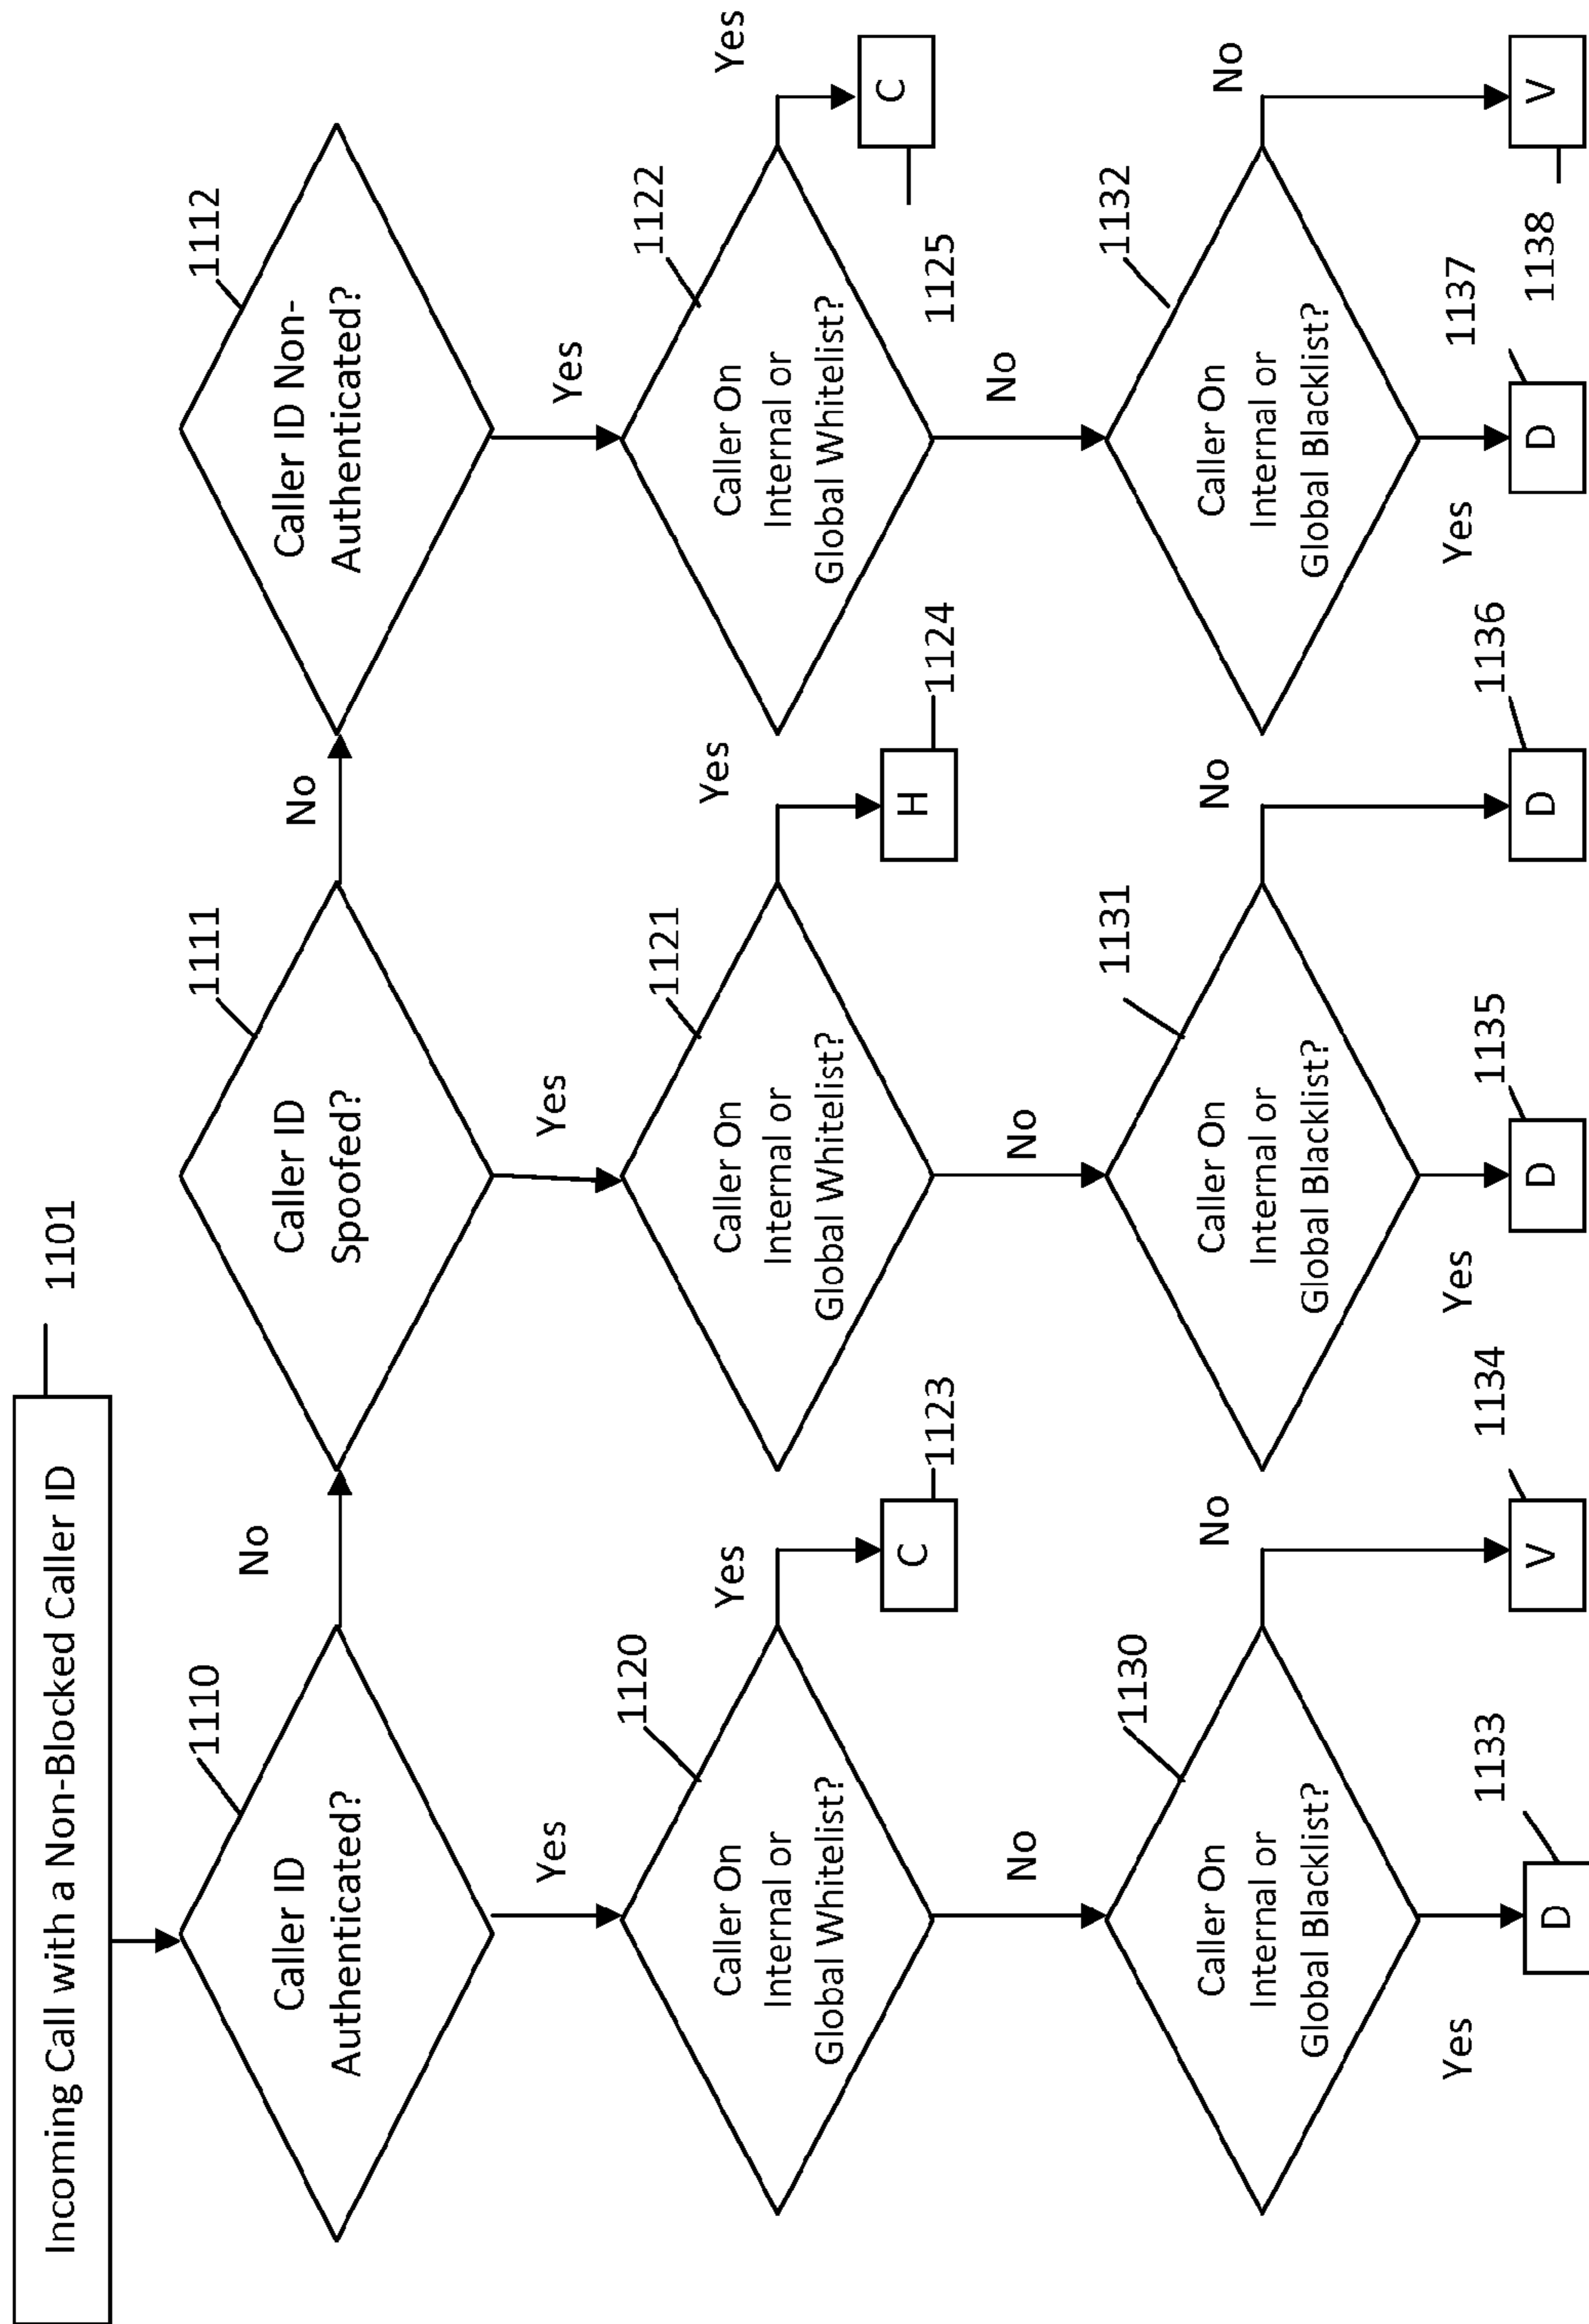 Incoming Call with a Non-Blocked Caller ID
1101
Caller ID
Authenticated?
1110
No
Caller ID
Spoofed?
1111
No
Caller ID Non-
Authenticated?
1112
Yes
Yes
Yes
Caller On
Internal or
Global Whitelist?
1120
Yes
C
1123
Caller On
Internal or
Global Whitelist?
1121
Yes
H
1124
Caller On
Internal or
Global Whitelist?
1122
Yes
C
1125
No
No
No
Caller On
Internal or
Global Blacklist?
1130
No
Caller On
Internal or
Global Blacklist?
1131
No
Caller On
Internal or
Global Blacklist?
1132
No
Yes
D
1133
V
1134
Yes
D
1135
D
1136
Yes
D
1137
V
1138